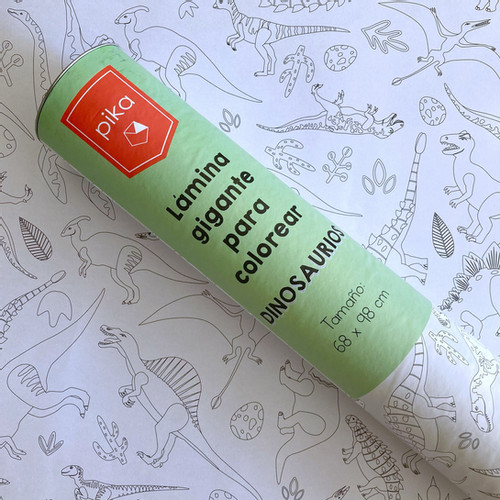 pika
Lámina
gigante
para
colorear
DINOSAURIOS
Tamaño:
68 x 98 cm